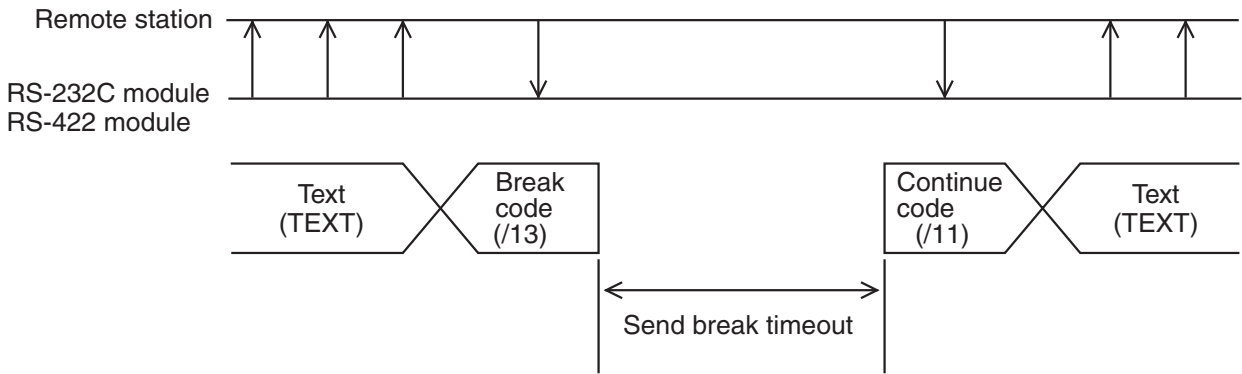 Remote station
RS-232C module
RS-422 module
Text
(TEXT)
Break
code
(/13)
Continue
code
(/11)
Text
(TEXT)
Send break timeout